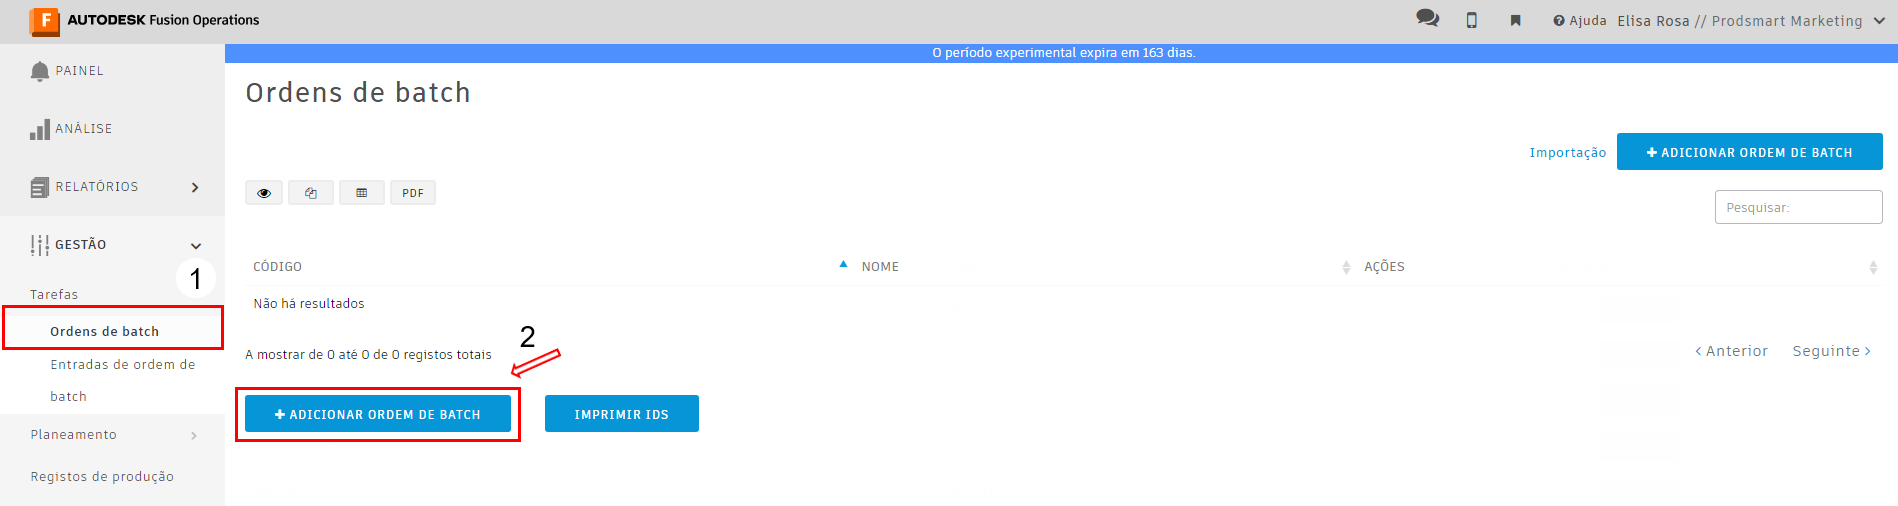 F AUTODESK Fusion Operations
Ajuda Elisa Rosa // Prodsmart Marketing
O período experimental expira em 163 dias.
PAINEL
ANÁLISE
RELATÓRIOS
GESTÃO
1
Tarefas
Ordens de batch
Entradas de ordem de
batch
Planeamento
Registos de produção
Ordens de batch
Importação
ADICIONAR ORDEM DE BATCH
PDF
Pesquisar:
CÓDIGO NOME AÇÕES
Não há resultados
2
A mostrar de 0 até 0 de 0 registos totais
Anterior Seguinte
ADICIONAR ORDEM DE BATCH
IMPRIMIR IDS